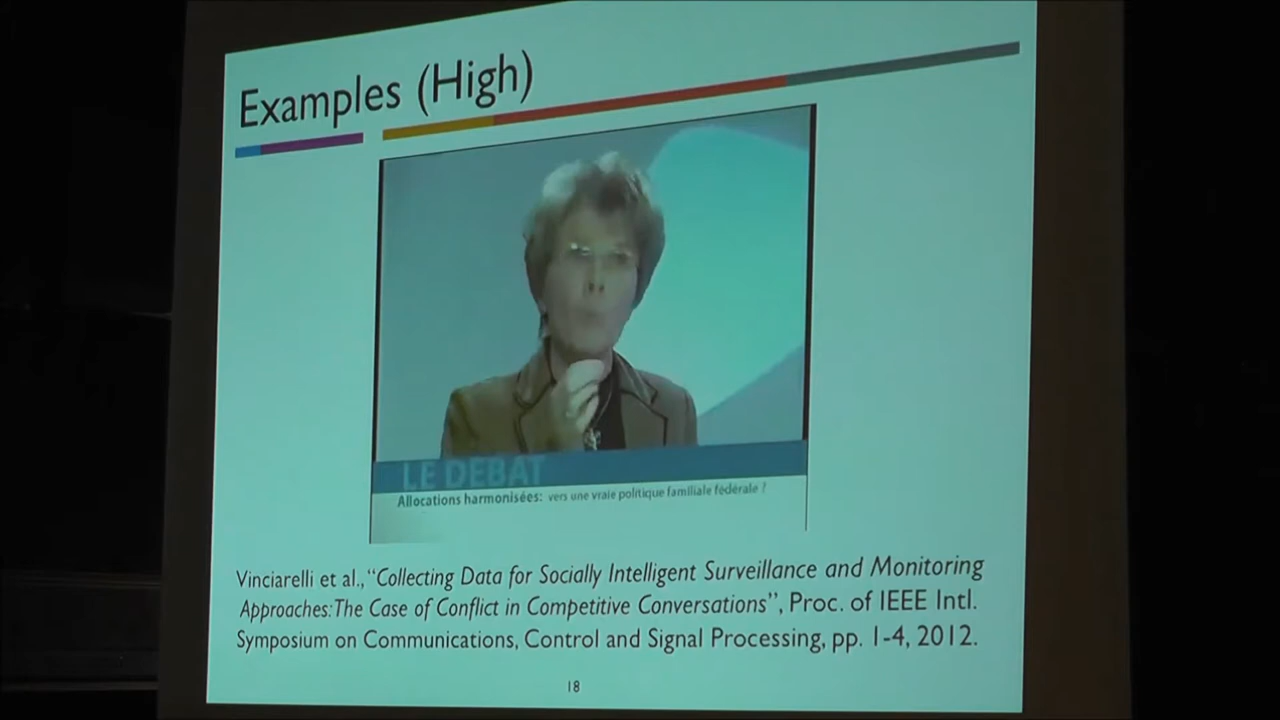 Examples (High)
LE DEBAT
Allocations harmonisées: vers une vraie politique familiale fédérale ?
Vinciarelli et al., “Collecting Data for Socially Intelligent Surveillance and Monitoring
Approaches: The Case of Conflict in Competitive Conversations”, Proc. of IEEE Intl.
Symposium on Communications, Control and Signal Processing, pp. 1-4, 2012.
18